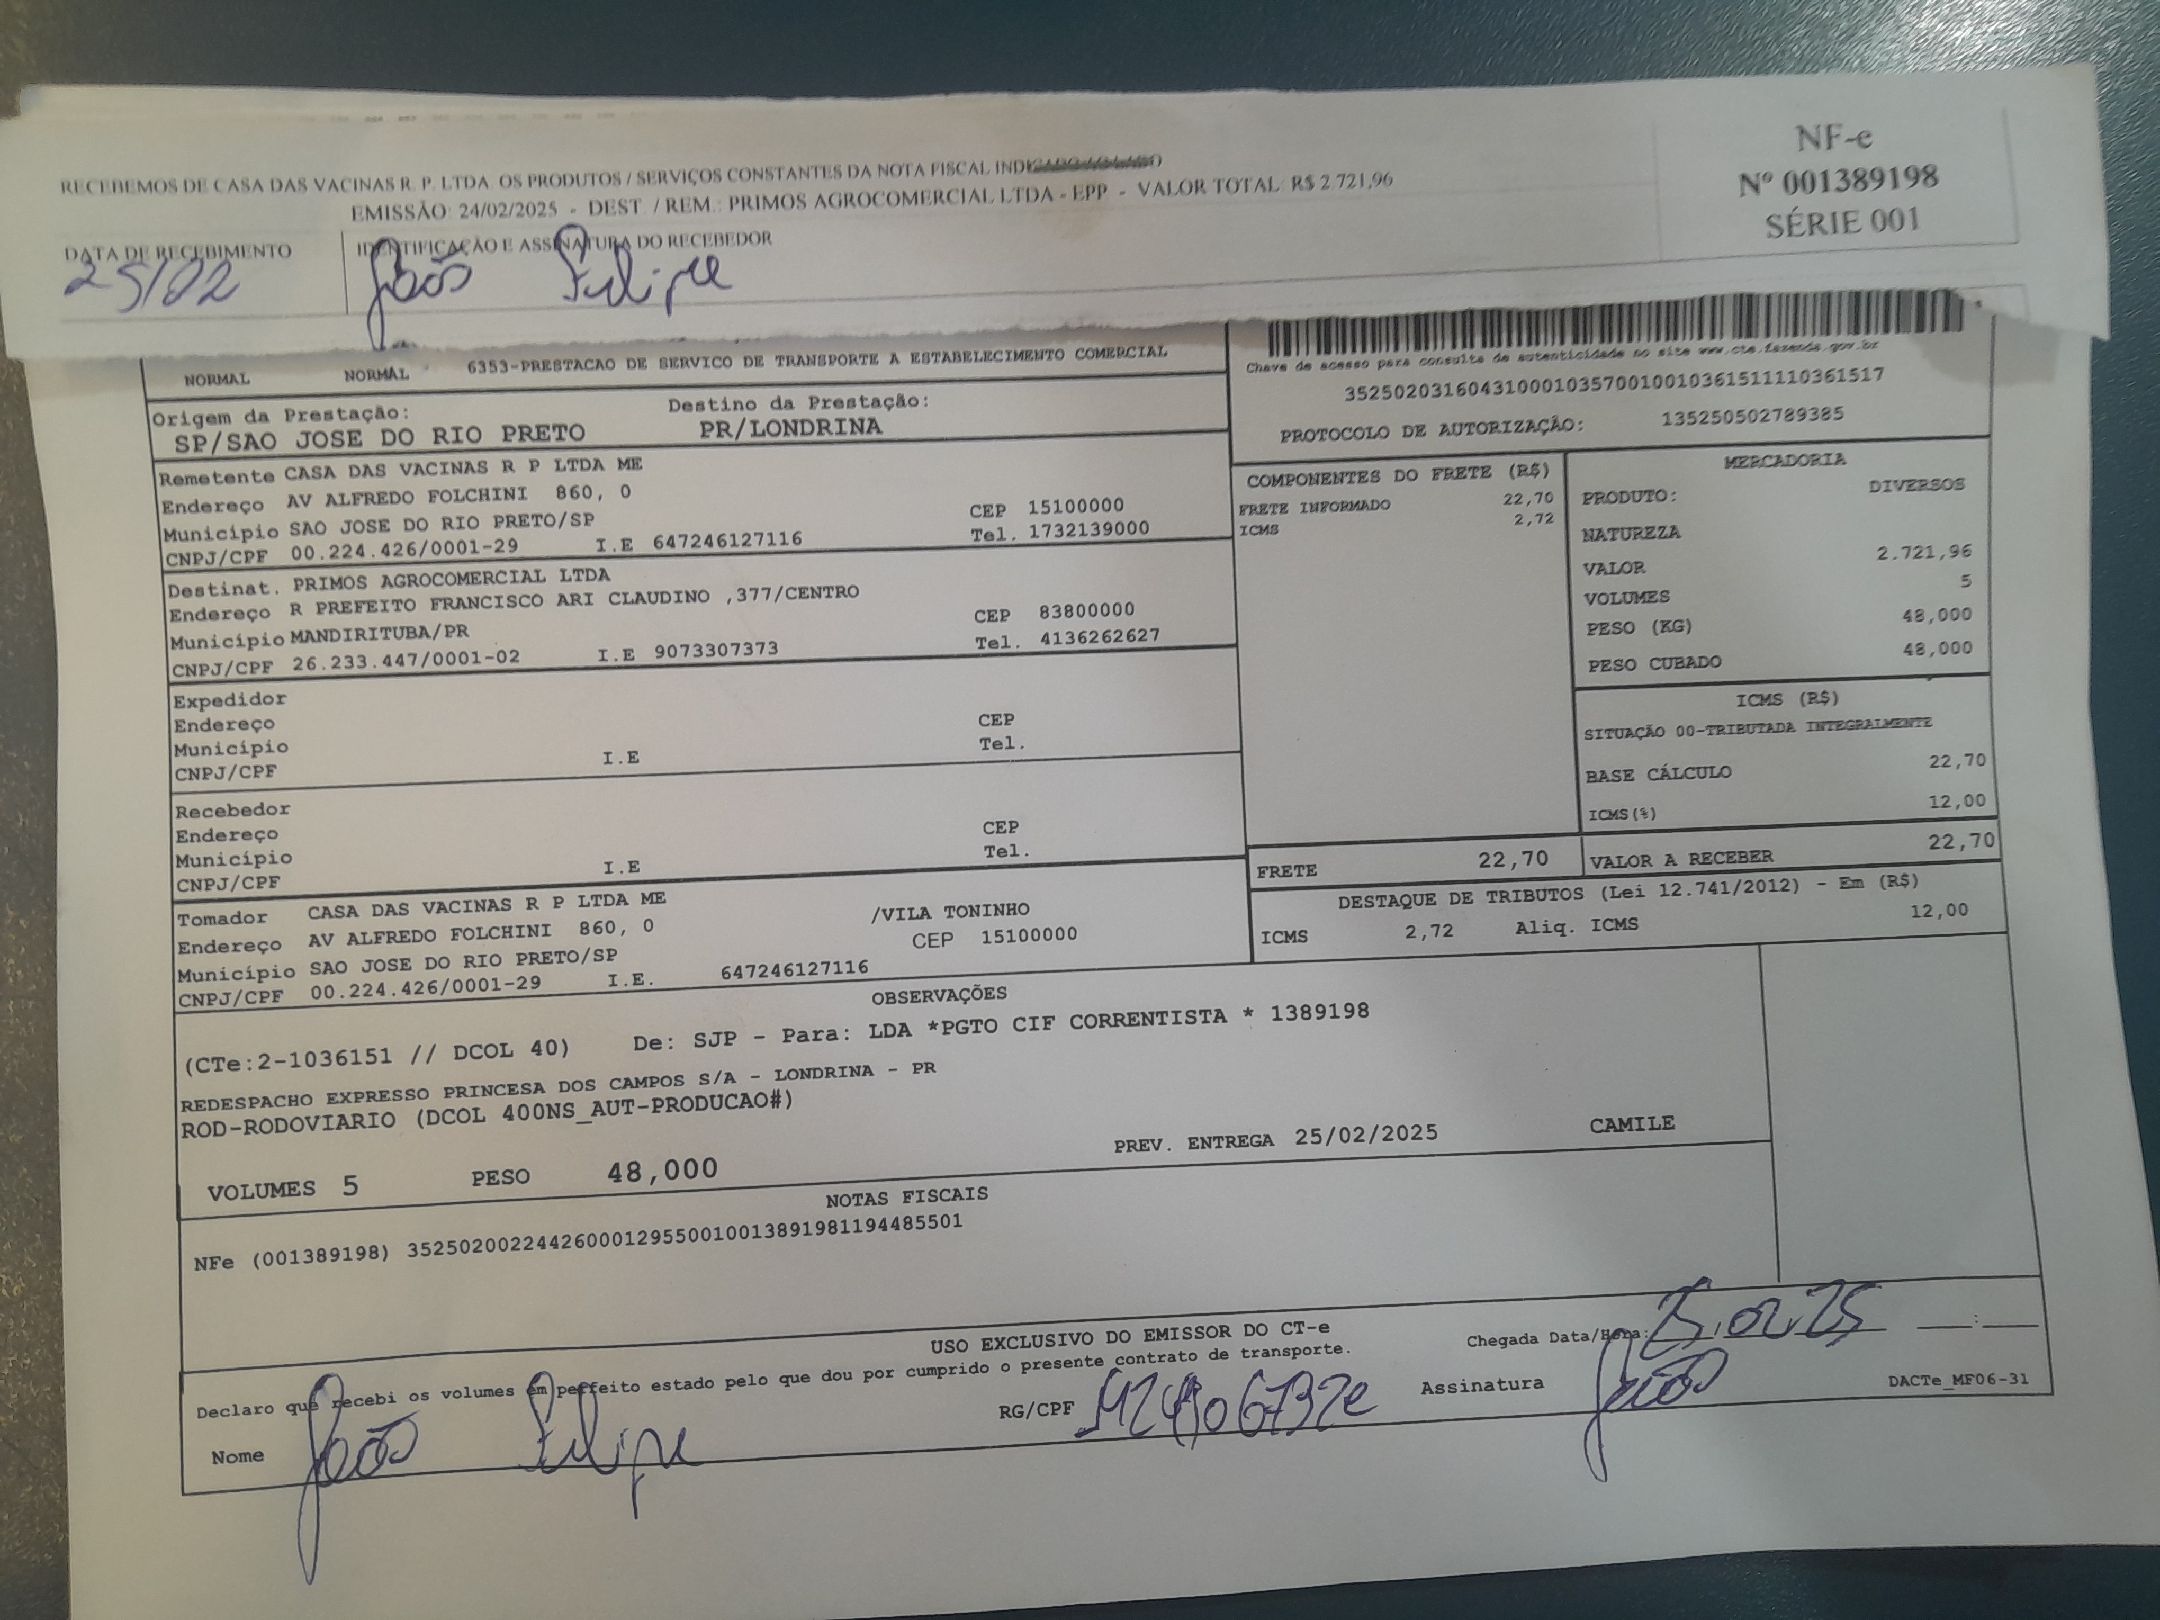 RECEBEMOS DE CASA DAS VACINAS R. P. LTDA. OS PRODUTOS / SERVIÇOS CONSTANTES DA NOTA FISCAL
EMISSÃO: 24/02/2025 - DEST. / REM.: PRIMOS AGROCOMERCIAL LTDA - EPP - VALOR TOTAL: R$ 2.721,96
NF-e
Nº 001389198
SÉRIE 001
DATA DE RECEBIMENTO
25/02
IDENTIFICAÇÃO E ASSINATURA DO RECEBEDOR
João Felipe
NORMAL NORMAL 6353-PRESTACAO DE SERVICO DE TRANSPORTE A ESTABELECIMENTO COMERCIAL
Chave de acesso para consulta de autenticidade no site www.cte.fazenda.gov.br
35250203160431000103570010010361511110361517
PROTOCOLO DE AUTORIZAÇÃO: 135250502789385
Origem da Prestação: Destino da Prestação:
SP/SAO JOSE DO RIO PRETO PR/LONDRINA
Remetente CASA DAS VACINAS R P LTDA ME
Endereço AV ALFREDO FOLCHINI 860, 0
Município SAO JOSE DO RIO PRETO/SP CEP 15100000
CNPJ/CPF 00.224.426/0001-29 I.E 647246127116 Tel. 1732139000
Destinat. PRIMOS AGROCOMERCIAL LTDA
Endereço R PREFEITO FRANCISCO ARI CLAUDINO ,377/CENTRO
Município MANDIRITUBA/PR CEP 83800000
CNPJ/CPF 26.233.447/0001-02 I.E 9073307373 Tel. 4136262627
Expedidor
Endereço
Município CEP
CNPJ/CPF I.E Tel.
Recebedor
Endereço
Município CEP
CNPJ/CPF I.E Tel.
Tomador CASA DAS VACINAS R P LTDA ME
Endereço AV ALFREDO FOLCHINI 860, 0 /VILA TONINHO
Município SAO JOSE DO RIO PRETO/SP CEP 15100000
CNPJ/CPF 00.224.426/0001-29 I.E. 647246127116
COMPONENTES DO FRETE (R$)
FRETE INFORMADO 22,70
ICMS 2,72
MERCADORIA
PRODUTO: DIVERSOS
NATUREZA
VALOR 2.721,96
VOLUMES 5
PESO (KG) 48,000
PESO CUBADO 48,000
ICMS (R$)
SITUAÇÃO 00-TRIBUTADA INTEGRALMENTE
BASE CÁLCULO 22,70
ICMS(%) 12,00
FRETE 22,70 VALOR A RECEBER 22,70
DESTAQUE DE TRIBUTOS (Lei 12.741/2012) - Em (R$)
ICMS 2,72 Aliq. ICMS 12,00
OBSERVAÇÕES
(CTe:2-1036151 // DCOL 40) De: SJP - Para: LDA *PGTO CIF CORRENTISTA * 1389198
REDESPACHO EXPRESSO PRINCESA DOS CAMPOS S/A - LONDRINA - PR
ROD-RODOVIARIO (DCOL 400NS_AUT-PRODUCAO#)
PREV. ENTREGA 25/02/2025 CAMILE
VOLUMES 5 PESO 48,000
NOTAS FISCAIS
NFe (001389198) 35250200224426000129550010013891981194485501
USO EXCLUSIVO DO EMISSOR DO CT-e
Chegada Data/Hora: 25,02,25 ___:___
Declaro que recebi os volumes em perfeito estado pelo que dou por cumprido o presente contrato de transporte.
Nome João Felipe RG/CPF Assinatura João
DACTe_MF06-31